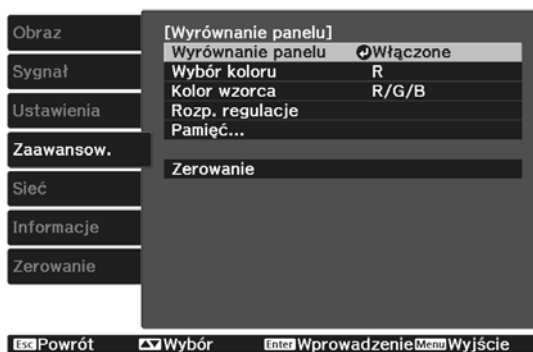 Obraz
Sygnał
Ustawienia
Zaawansow.
Sieć
Informacje
Zerowanie
[Wyrównanie panelu]
Wyrównanie panelu Włączone
Wybór koloru R
Kolor wzorca R/G/B
Rozp. regulacje
Pamięć...
Zerowanie
Esc Powrót Wybór Enter Wprowadzenie Menu Wyjście